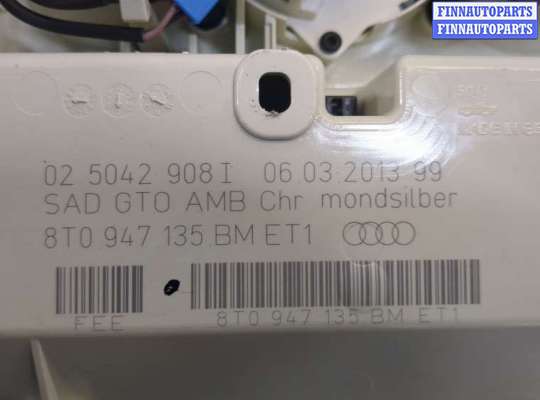 FINNAUTOPARTS
FINNAUTOPARTS
02 5042 908 I 06.03.2013 99
SAD GTO AMB Chr mondsilber
8T0 947 135 BM ET1
FEE
8T0 947 135 BM ET1